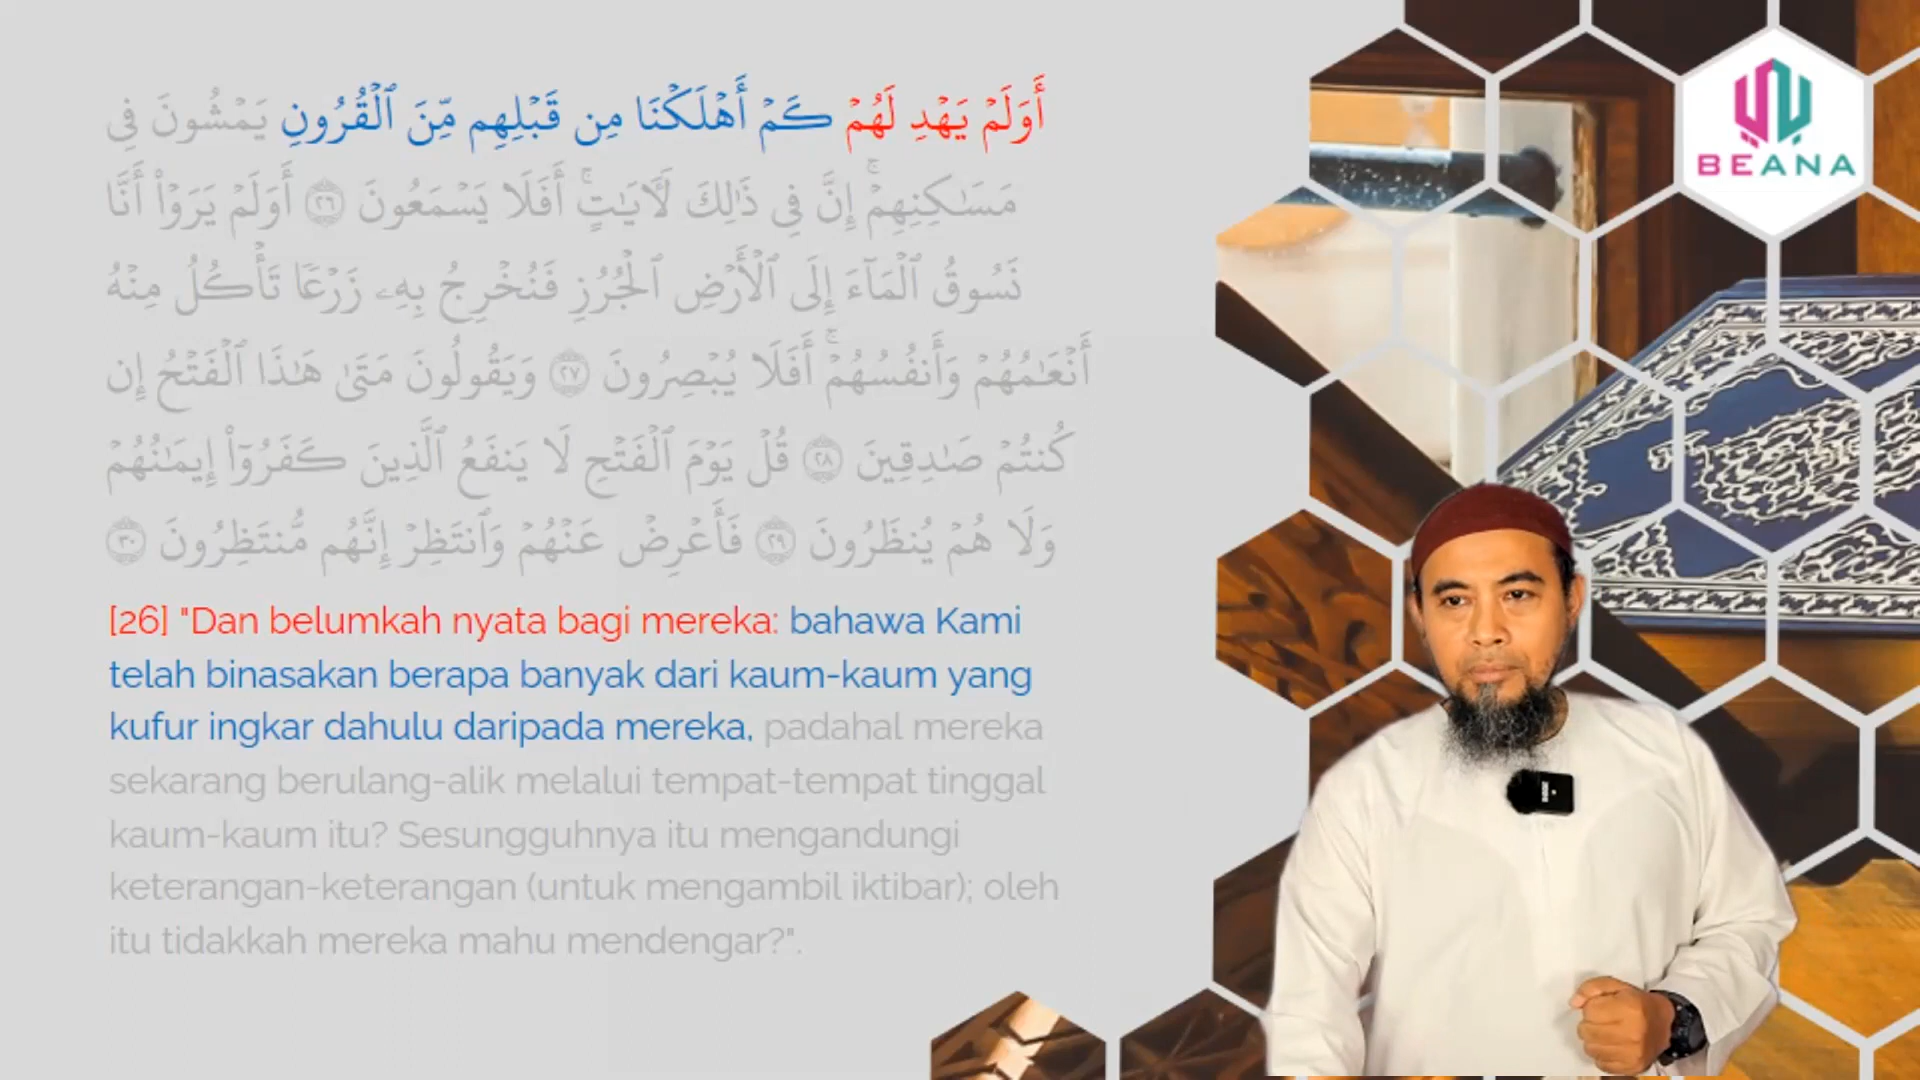 أَوَلَمۡ يَهۡدِ لَهُمۡ كَمۡ أَهۡلَكۡنَا مِن قَبۡلِهِم مِّنَ ٱلۡقُرُونِ يَمۡشُونَ فِي
مَسَٰكِنِهِمۡۚ إِنَّ فِي ذَٰلِكَ لَأٓيَٰتٍۚ أَفَلَا يَسۡمَعُونَ ٢٦ أَوَلَمۡ يَرَوۡاْ أَنَّا
نَسُوقُ ٱلۡمَآءَ إِلَى ٱلۡأَرۡضِ ٱلۡجُرُزِ فَنُخۡرِجُ بِهِۦ زَرۡعٗا تَأۡكُلُ مِنۡهُ
أَنۡعَٰمُهُمۡ وَأَنفُسُهُمۡۚ أَفَلَا يُبۡصِرُونَ ٢٧ وَيَقُولُونَ مَتَىٰ هَٰذَا ٱلۡفَتۡحُ إِن
كُنتُمۡ صَٰدِقِينَ ٢٨ قُلۡ يَوۡمَ ٱلۡفَتۡحِ لَا يَنفَعُ ٱلَّذِينَ كَفَرُوٓاْ إِيمَٰنُهُمۡ
وَلَا هُمۡ يُنظَرُونَ ٢٩ فَأَعۡرِضۡ عَنۡهُمۡ وَٱنتَظِرۡ إِنَّهُم مُّنتَظِرُونَ ٣٠
[26] "Dan belumkah nyata bagi mereka: bahawa Kami
telah binasakan berapa banyak dari kaum-kaum yang
kufur ingkar dahulu daripada mereka, padahal mereka
sekarang berulang-alik melalui tempat-tempat tinggal
kaum-kaum itu? Sesungguhnya itu mengandungi
keterangan-keterangan (untuk mengambil iktibar); oleh
itu tidakkah mereka mahu mendengar?".
BEANA